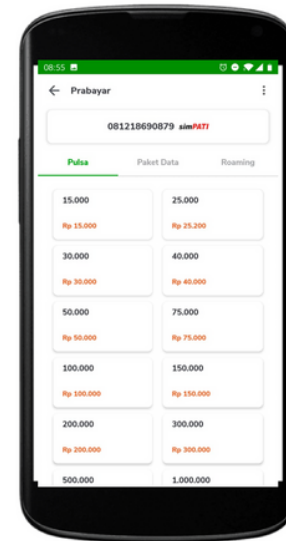 08:55
Prabayar
081218690879 simPATI
Pulsa Paket Data Roaming
15.000 25.000
Rp 15.000 Rp 25.200
30.000 40.000
Rp 30.000 Rp 40.000
50.000 75.000
Rp 50.000 Rp 75.000
100.000 150.000
Rp 100.000 Rp 150.000
200.000 300.000
Rp 200.000 Rp 300.000
500.000 1.000.000